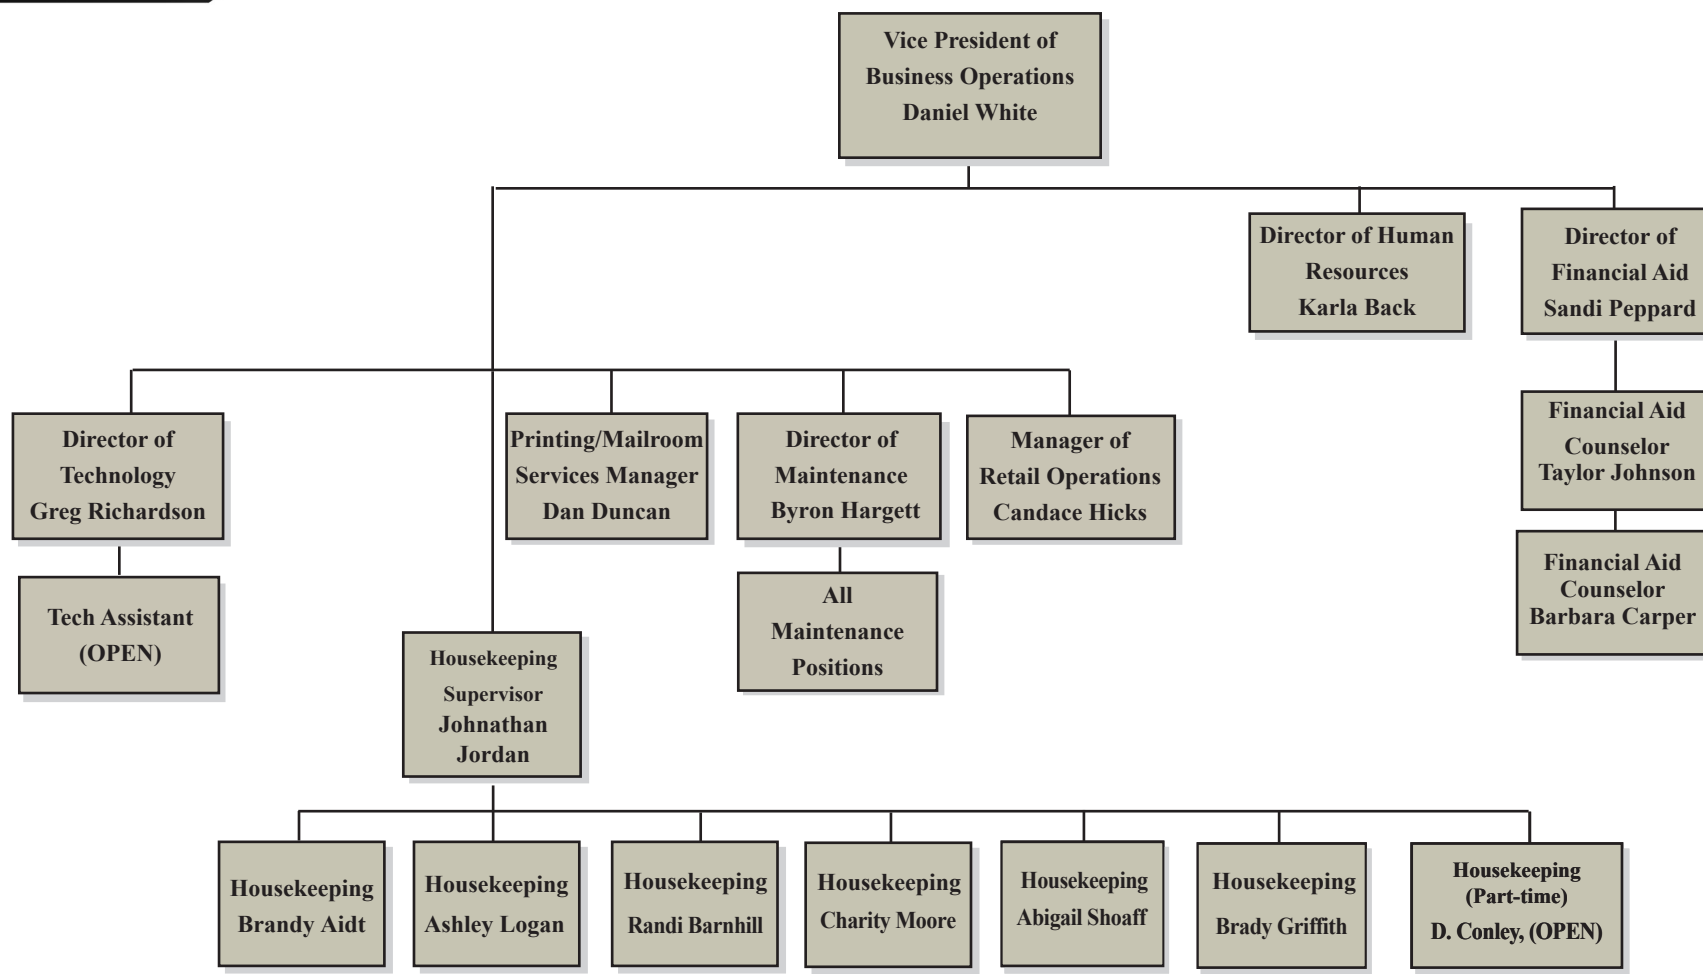 Vice President of
Business Operations
Daniel White
Director of Human
Resources
Karla Back
Director of
Financial Aid
Sandi Peppard
Director of
Technology
Greg Richardson
Printing/Mailroom
Services Manager
Dan Duncan
Director of
Maintenance
Byron Hargett
Manager of
Retail Operations
Candace Hicks
Financial Aid
Counselor
Taylor Johnson
Tech Assistant
(OPEN)
All
Maintenance
Positions
Financial Aid
Counselor
Barbara Carper
Housekeeping
Supervisor
Johnathan
Jordan
Housekeeping
Brandy Aidt
Housekeeping
Ashley Logan
Housekeeping
Randi Barnhill
Housekeeping
Charity Moore
Housekeeping
Abigail Shoaff
Housekeeping
Brady Griffith
Housekeeping
(Part-time)
D. Conley, (OPEN)